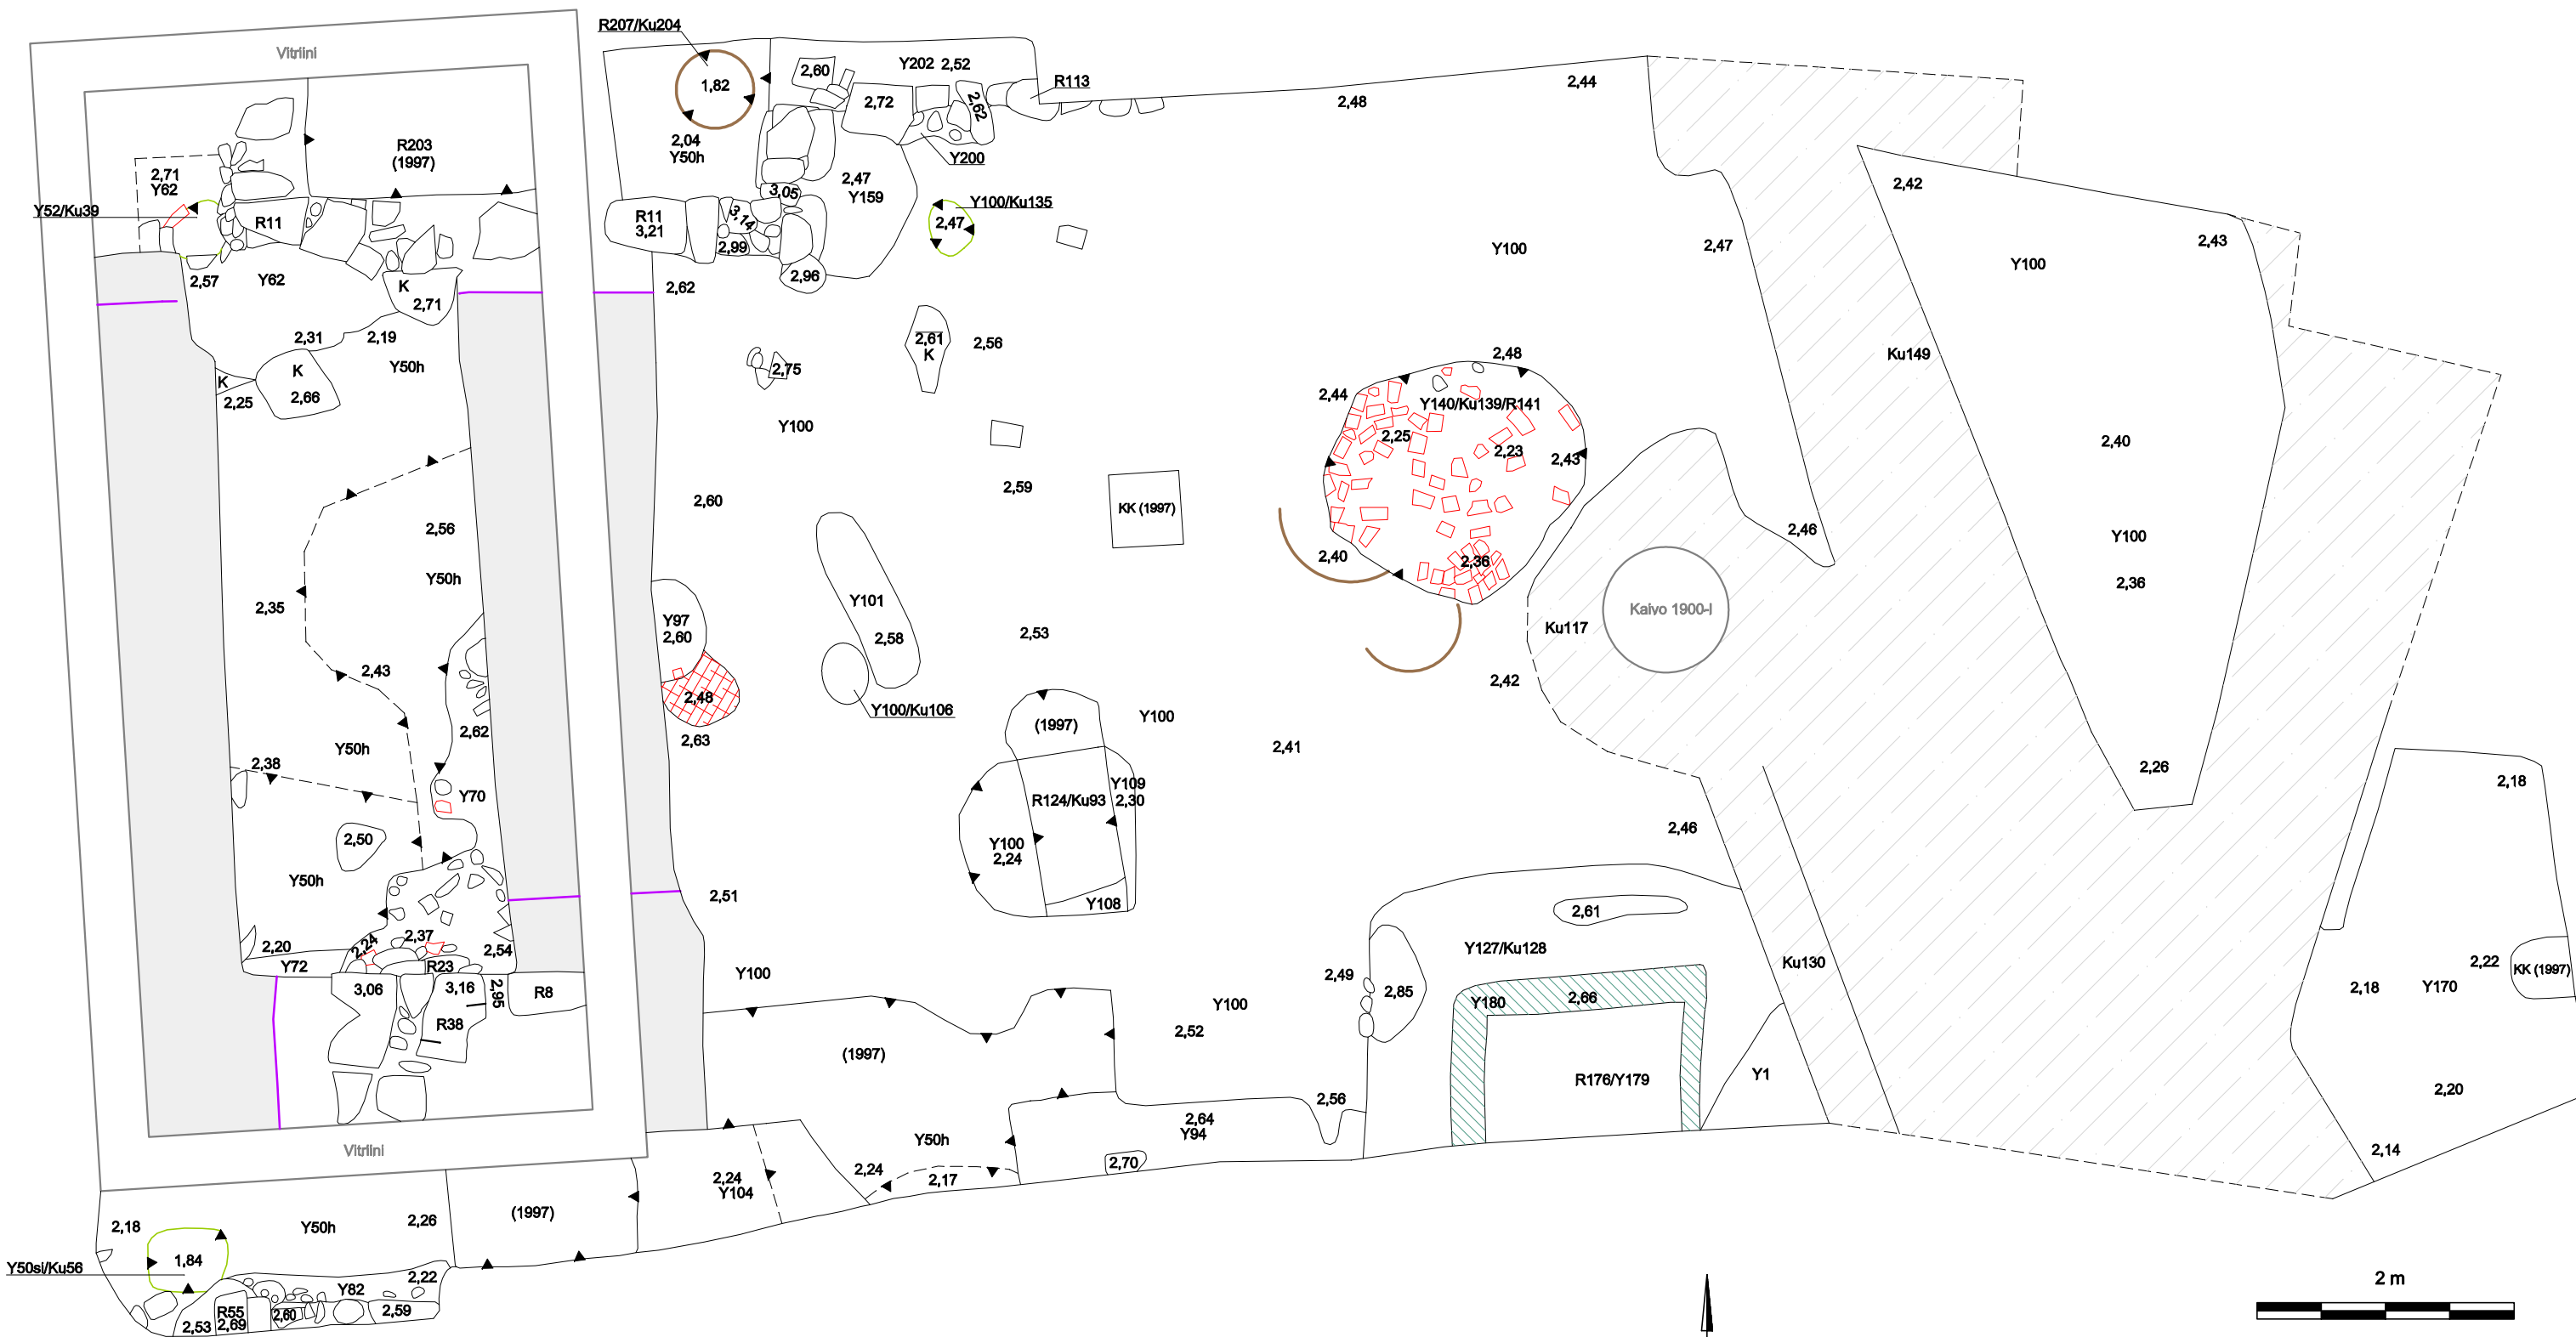 Vitriini
R207/Ku204
1,82
2,60
Y202 2,52
2,72
2,62
R113
2,48
2,44
2,04
Y50h
Y200
R203
(1997)
2,71
Y62
Y52/Ku39
R11
2,57
Y62
K
2,71
R11
3,21
3,14
2,99
3,05
2,96
2,47
Y159
Y100/Ku135
2,47
2,62
Y100
2,47
2,42
2,43
Y100
2,31
2,19
Y50h
K
2,66
K
2,25
2,75
2,61
K
2,56
Y100
2,48
2,44
Y140/Ku139/R141
2,25
2,23
2,43
2,40
2,36
Ku149
2,40
2,56
Y50h
2,35
2,60
2,59
KK (1997)
2,46
Y100
2,36
Kaivo 1900-l
Ku117
Y97
2,60
2,48
2,63
Y101
2,58
Y100/Ku106
2,53
2,42
2,43
2,62
Y50h
2,38
Y70
2,50
Y50h
(1997)
Y100
2,41
Y109
2,30
R124/Ku93
Y100
2,24
Y108
2,46
2,26
2,18
2,51
2,20
Y72
2,24
2,37
2,54
R23
3,06
3,16
2,95
R8
R38
Y100
2,61
Y127/Ku128
2,49
2,85
Y180
2,66
Ku130
R176/Y179
Y1
2,18
Y170
2,22
KK (1997)
2,20
2,14
Y100
2,52
(1997)
2,56
2,64
Y94
2,70
Y50h
2,24
2,17
Vitriini
2,24
Y104
2,18
Y50h
2,26
(1997)
1,84
Y50si/Ku56
Y82
2,22
R55
2,69
2,60
2,59
2,53
2 m